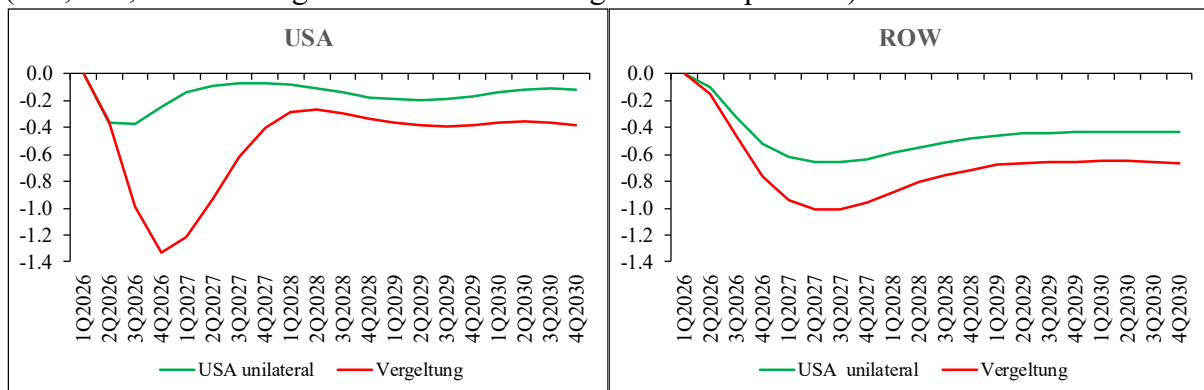 USA
0.0
-0.2
-0.4
-0.6
-0.8
-1.0
-1.2
-1.4
1Q2026
2Q2026
3Q2026
4Q2026
1Q2027
2Q2027
3Q2027
4Q2027
1Q2028
2Q2028
3Q2028
4Q2028
1Q2029
2Q2029
3Q2029
4Q2029
1Q2030
2Q2030
3Q2030
4Q2030
USA unilateral
Vergeltung
ROW
0.0
-0.2
-0.4
-0.6
-0.8
-1.0
-1.2
-1.4
1Q2026
2Q2026
3Q2026
4Q2026
1Q2027
2Q2027
3Q2027
4Q2027
1Q2028
2Q2028
3Q2028
4Q2028
1Q2029
2Q2029
3Q2029
4Q2029
1Q2030
2Q2030
3Q2030
4Q2030
USA unilateral
Vergeltung